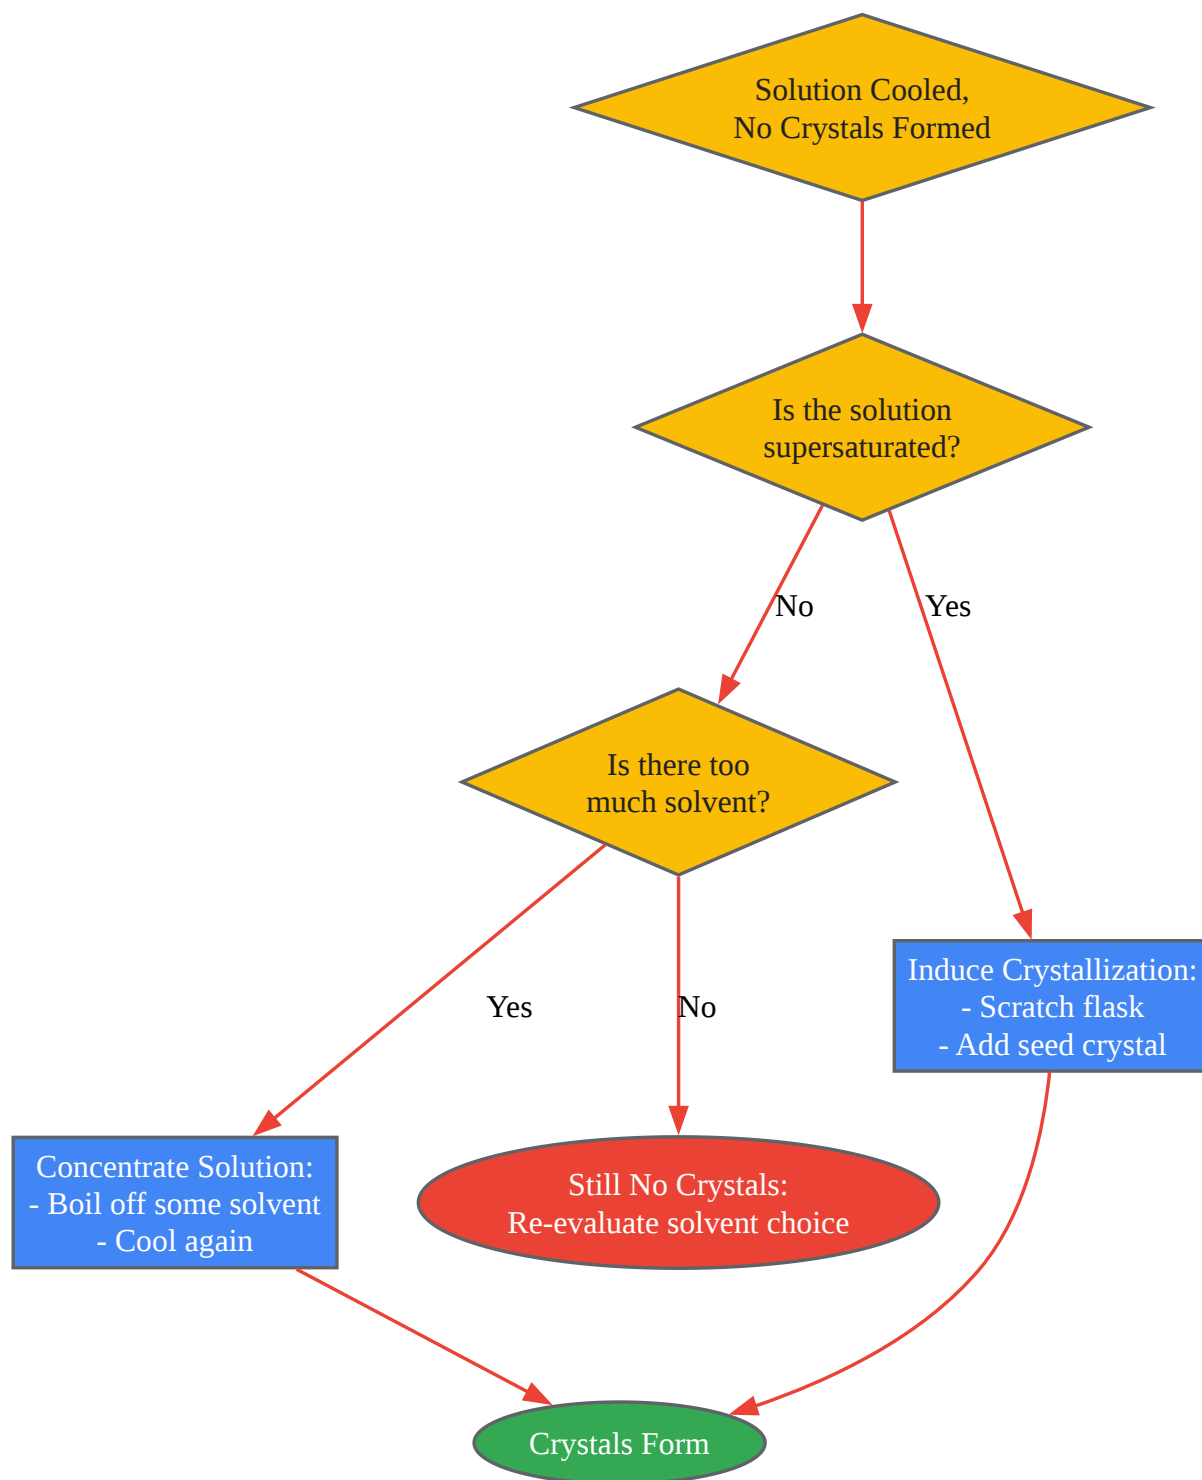 Solution Cooled,
No Crystals Formed
Is the solution
supersaturated?
No
Yes
Is there too
much solvent?
Yes
No
Induce Crystallization:
- Scratch flask
- Add seed crystal
Concentrate Solution:
- Boil off some solvent
- Cool again
Still No Crystals:
Re-evaluate solvent choice
Crystals Form